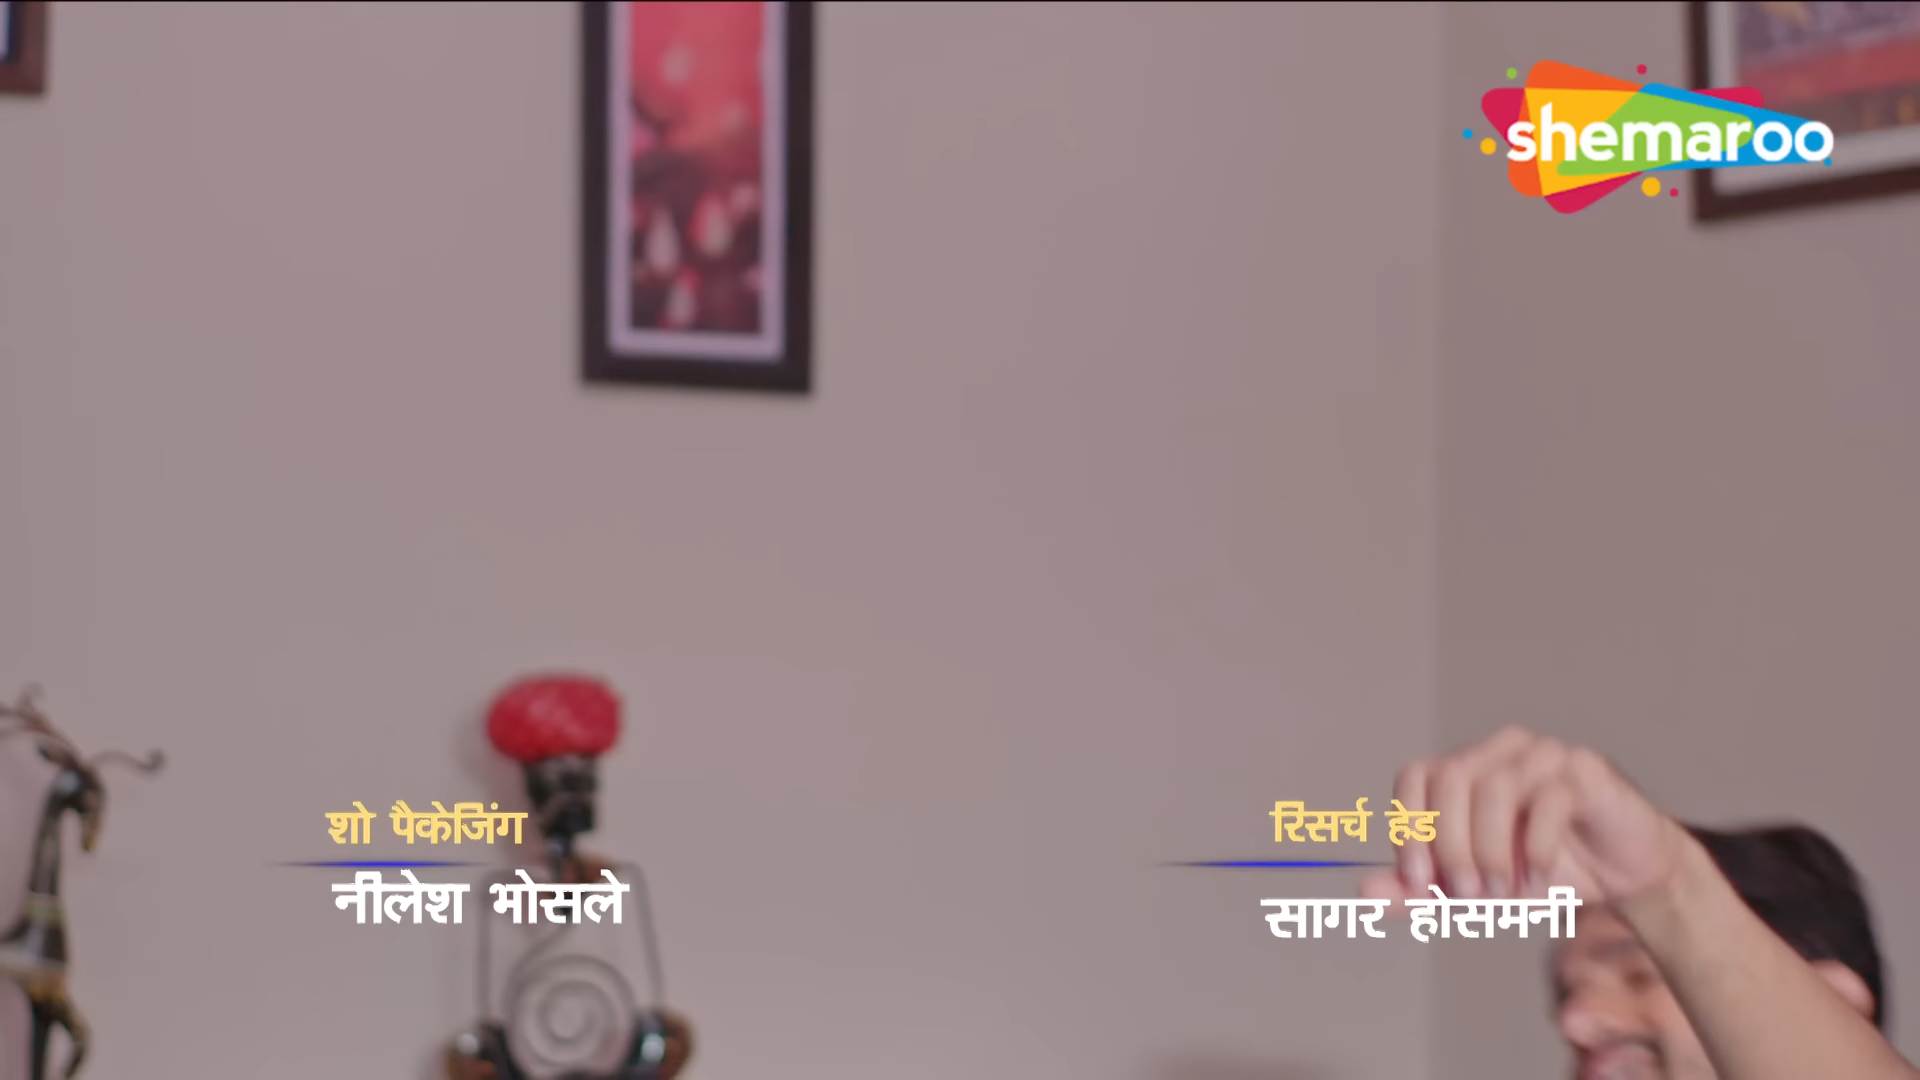 shemaroo
शो पैकेजिंग
नीलेश भोसले
रिसर्च हेड
सागर होसमनी